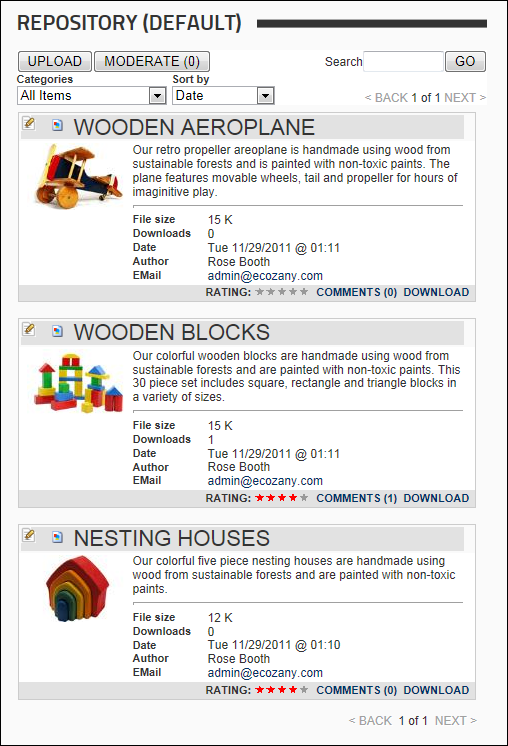 REPOSITORY (DEFAULT)
UPLOAD MODERATE (0) Search GO
Categories Sort by
All Items Date < BACK 1 of 1 NEXT >
WOODEN AEROPLANE
Our retro propeller areoplane is handmade using wood from
sustainable forests and is painted with non-toxic paints. The
plane features movable wheels, tail and propeller for hours of
imaginitive play.
File size 15 K
Downloads 0
Date Tue 11/29/2011 @ 01:11
Author Rose Booth
EMail admin@ecozany.com
RATING: COMMENTS (0) DOWNLOAD
WOODEN BLOCKS
Our colorful wooden blocks are handmade using wood from
sustainable forests and are painted with non-toxic paints. This
30 piece set includes square, rectangle and triangle blocks in
a variety of sizes.
File size 15 K
Downloads 1
Date Tue 11/29/2011 @ 01:11
Author Rose Booth
EMail admin@ecozany.com
RATING: COMMENTS (1) DOWNLOAD
NESTING HOUSES
Our colorful five piece nesting houses are handmade using
wood from sustainable forests and are painted with non-toxic
paints.
File size 12 K
Downloads 0
Date Tue 11/29/2011 @ 01:10
Author Rose Booth
EMail admin@ecozany.com
RATING: COMMENTS (0) DOWNLOAD
< BACK 1 of 1 NEXT >